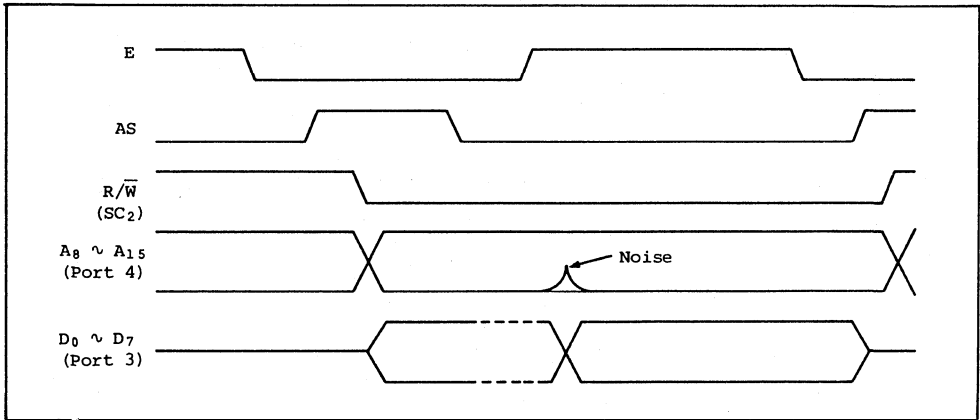 E
AS
R/W̅
(SC₂)
A₈ ~ A₁₅
(Port 4)
Noise
D₀ ~ D₇
(Port 3)